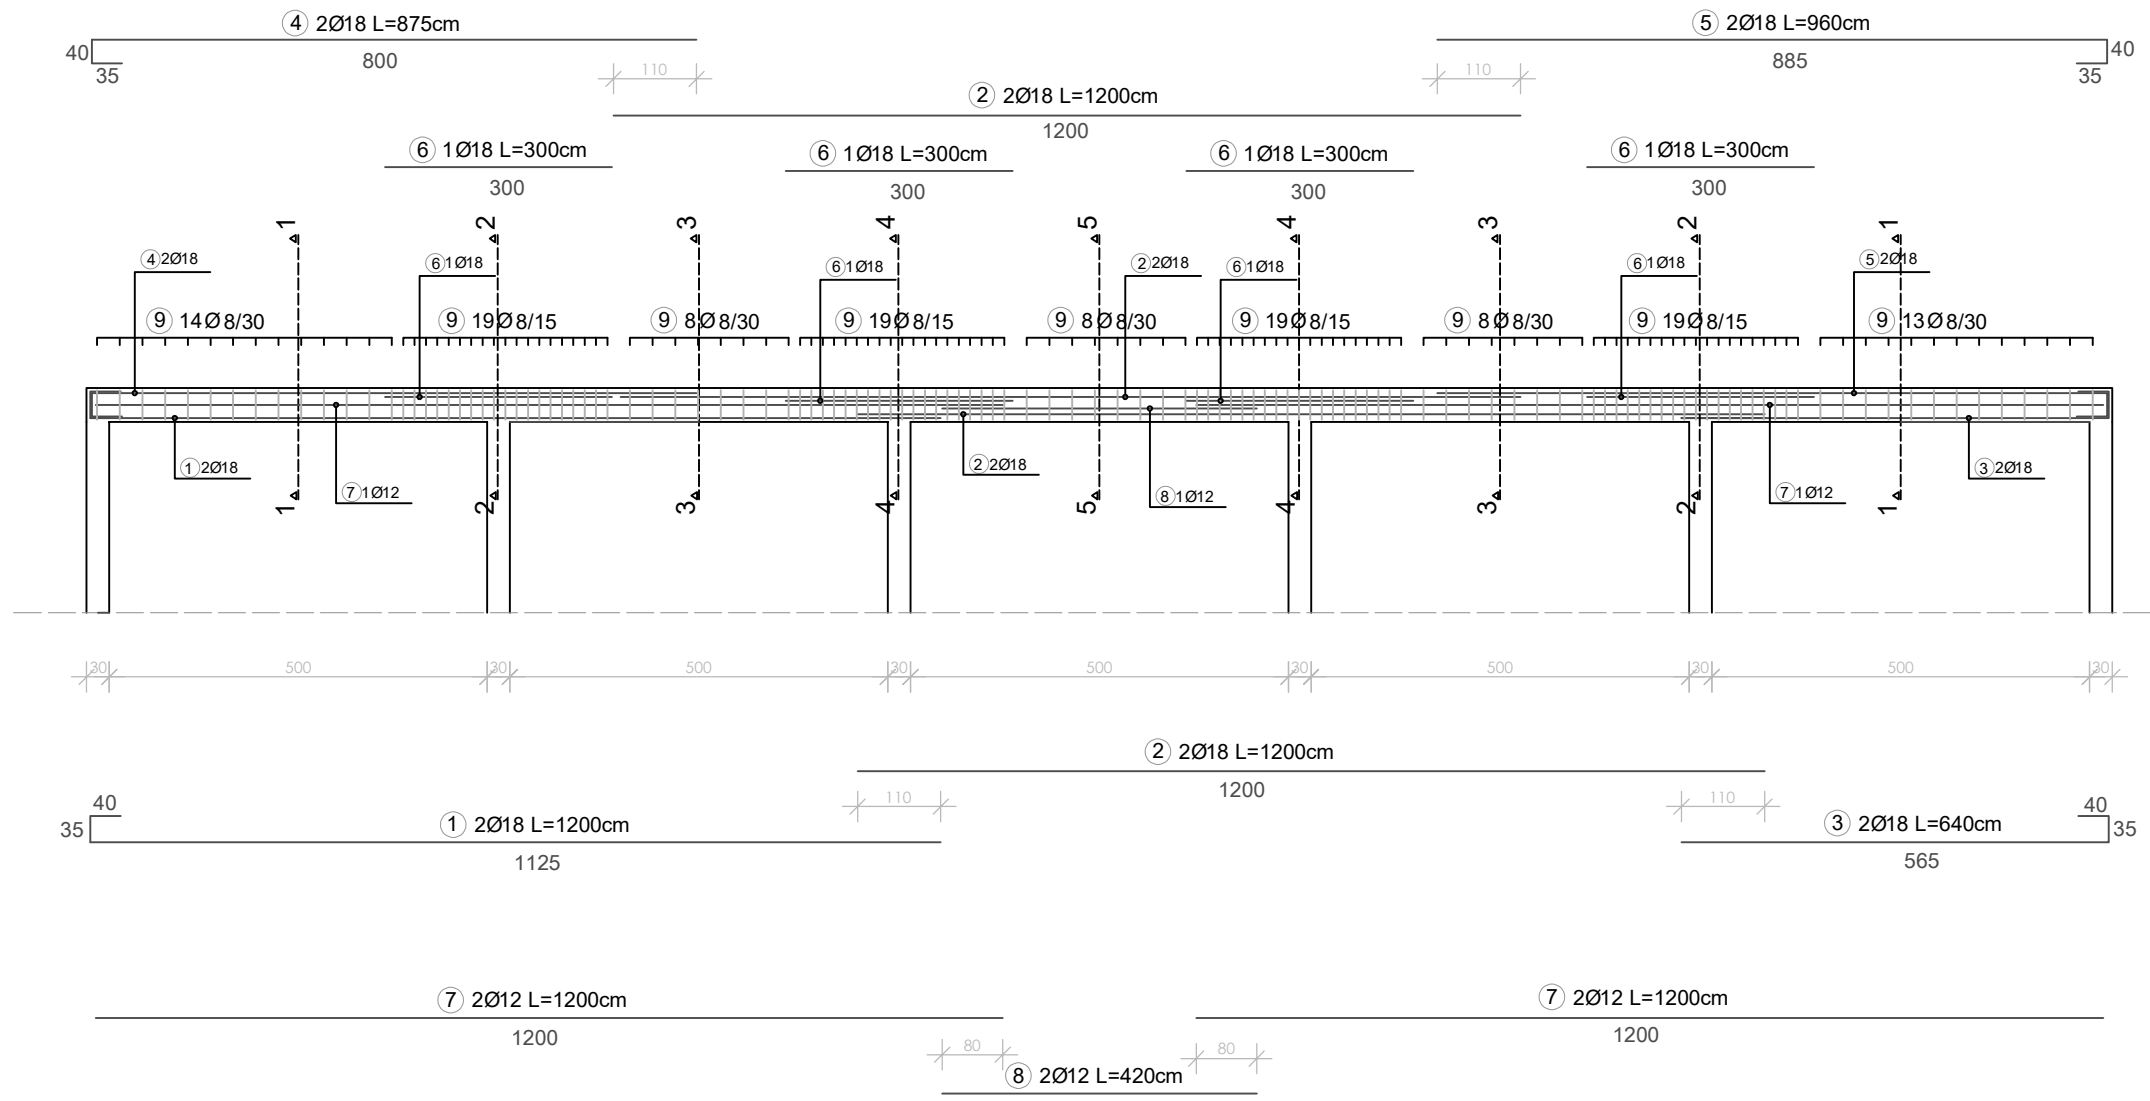 ④ 2Ø18 L=875cm
⑤ 2Ø18 L=960cm
40
800
885
40
35
110
110
35
② 2Ø18 L=1200cm
1200
⑥ 1Ø18 L=300cm
⑥ 1Ø18 L=300cm
⑥ 1Ø18 L=300cm
⑥ 1Ø18 L=300cm
300
300
300
300
1 2 3 4 5 4 3 2 1
④2Ø18
⑥1Ø18
⑥1Ø18
②2Ø18
⑥1Ø18
⑥1Ø18
⑤2Ø18
⑨ 14Ø8/30
⑨ 19Ø8/15
⑨ 8Ø8/30
⑨ 19Ø8/15
⑨ 8Ø8/30
⑨ 19Ø8/15
⑨ 8Ø8/30
⑨ 19Ø8/15
⑨ 13Ø8/30
①2Ø18
⑦1Ø12
②2Ø18
⑧1Ø12
⑦1Ø12
③2Ø18
1 2 3 4 5 4 3 2 1
30 500 30 500 30 500 30 500 30 500 30
② 2Ø18 L=1200cm
1200
110
110
40
40
35
① 2Ø18 L=1200cm
③ 2Ø18 L=640cm
35
1125
565
⑦ 2Ø12 L=1200cm
⑦ 2Ø12 L=1200cm
1200
1200
80
80
⑧ 2Ø12 L=420cm